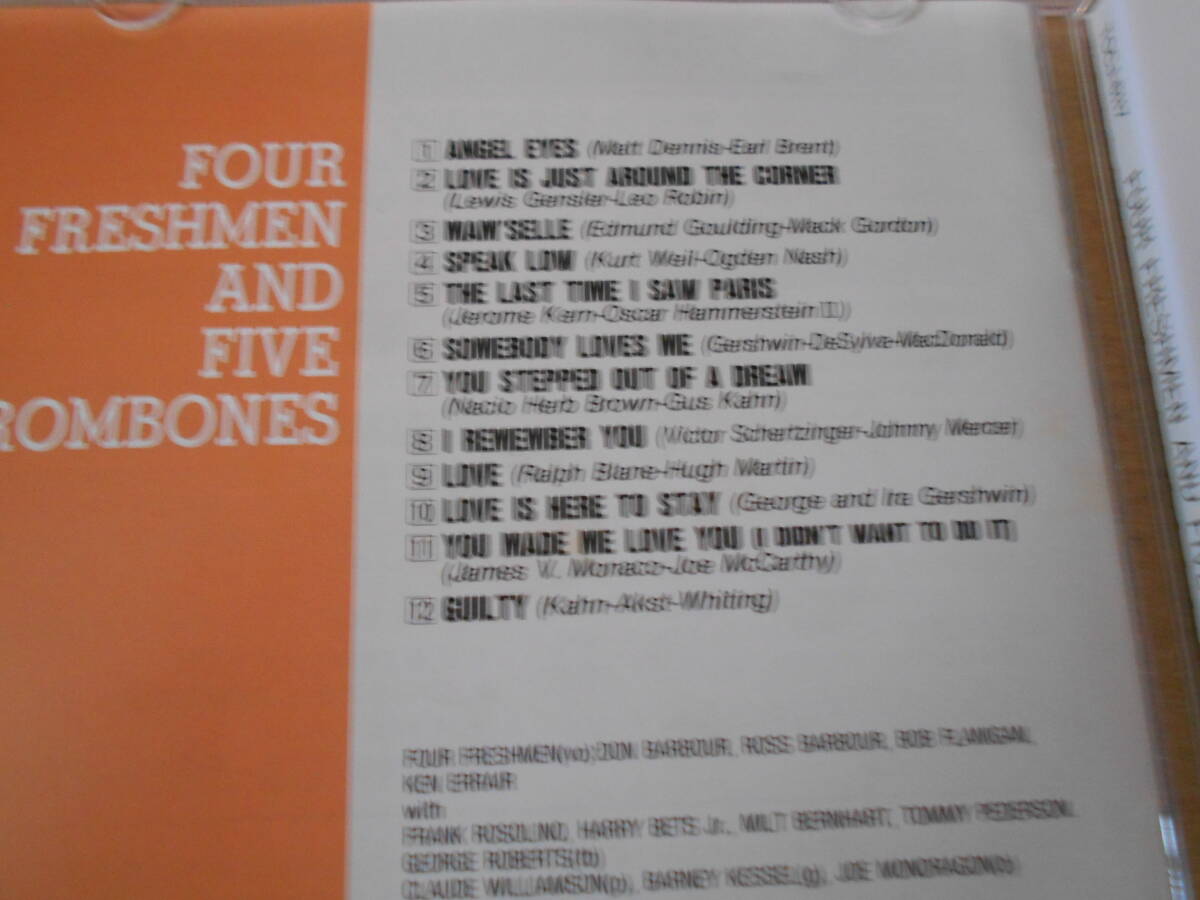 FOUR
FRESHMEN
AND
FIVE
ROMBONES
1 ANGEL EYES (Matt Dennis-Earl Brent)
2 LOVE IS JUST AROUND THE CORNER
(Lewis Gensler-Leo Robin)
3 MAM'SELLE (Edmund Goulding-Mack Gordon)
4 SPEAK LOW (Kurt Weil-Ogden Nash)
5 THE LAST TIME I SAW PARIS
(Jerome Kern-Oscar Hammerstein II)
6 SOMEBODY LOVES ME (Gershwin-DeSylva-MacDonald)
7 YOU STEPPED OUT OF A DREAM
(Nacio Herb Brown-Gus Kahn)
8 I REMEMBER YOU (Victor Schertzinger-Johnny Mercer)
9 LOVE (Ralph Blane-Hugh Martin)
10 LOVE IS HERE TO STAY (George and Ira Gershwin)
11 YOU MADE ME LOVE YOU (I DON'T WANT TO DO IT)
(James V. Monaco-Joe McCarthy)
12 GUILTY (Kahn-Akst-Whiting)
FOUR FRESHMEN(vo);DON BARBOUR, ROSS BARBOUR, BOB FLANIGAN,
KEN ERRAIR
with
FRANK ROSOLINO, HARRY BETS Jr., MILT BERNHART, TOMMY PEDERSON,
GEORGE ROBERTS(tb)
CLAUDE WILLIAMSON(p), BARNEY KESSEL(g), JOE MONDRAGON(b)
FOUR FRESHMEN AND